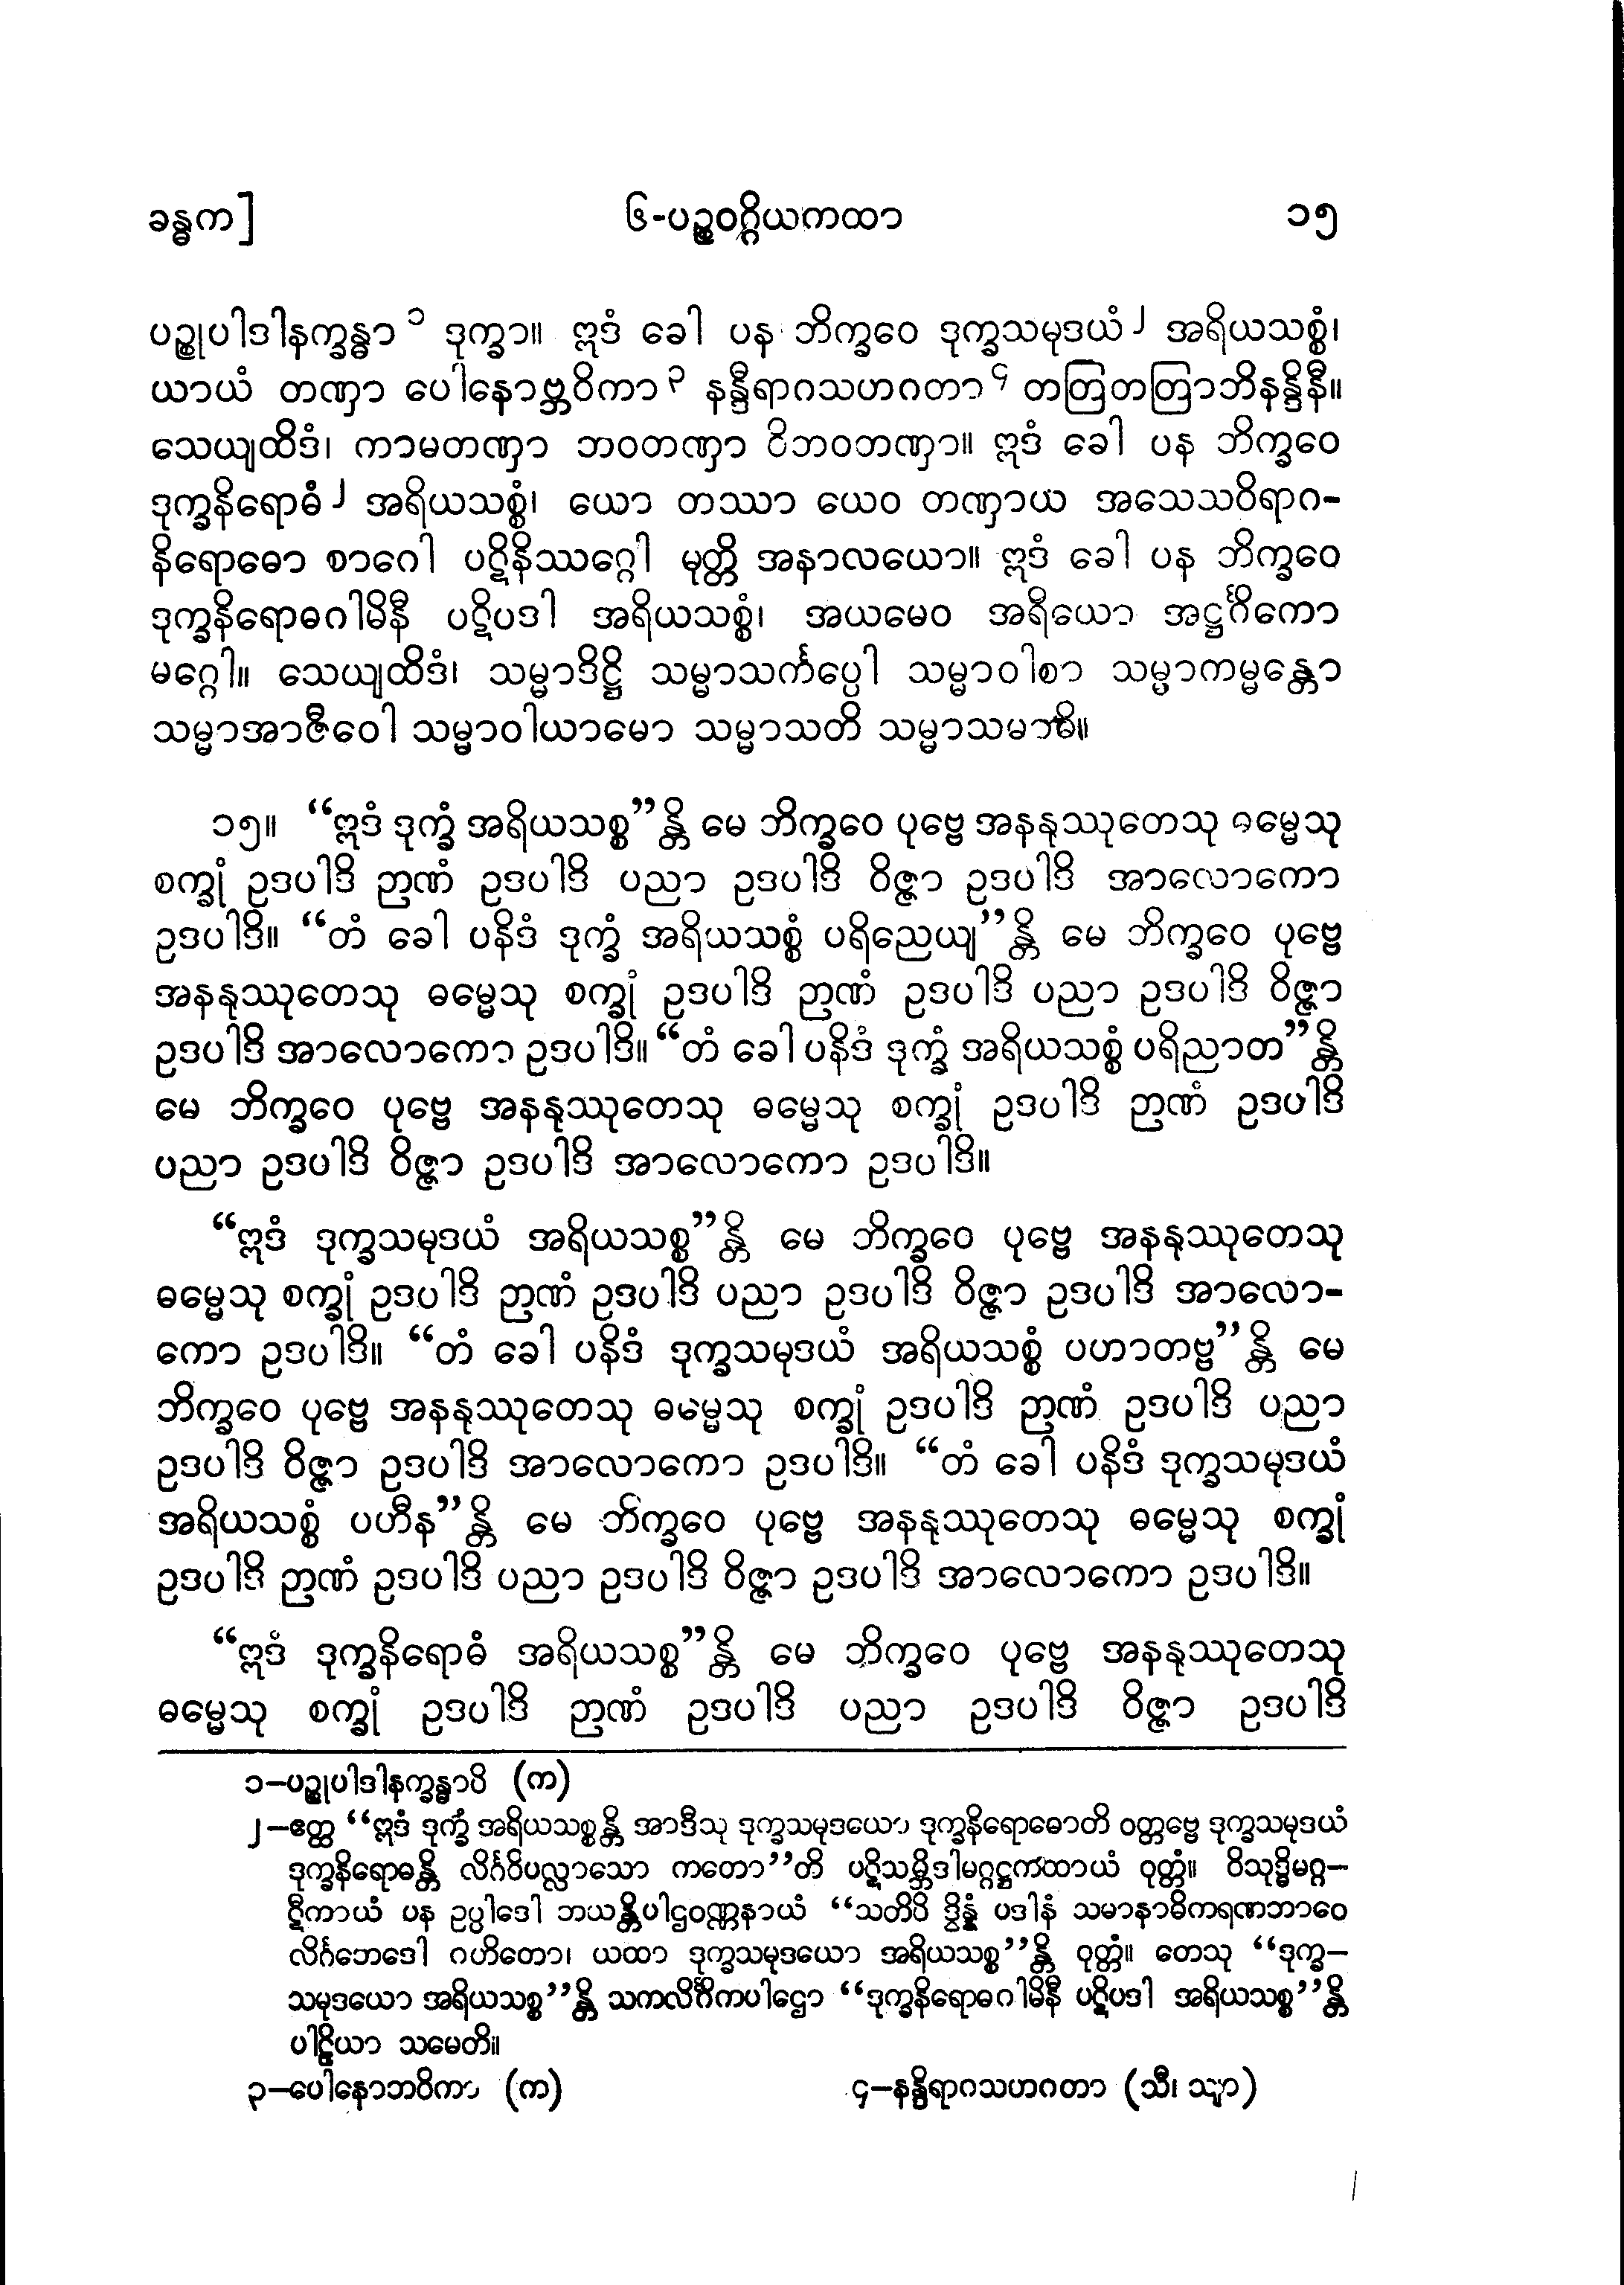 ခန္ဓက]
၆-ပဉ္စဝဂ္ဂိယကထာ
၁၅
ပဉ္စုပါဒါနက္ခန္ဓာ ၁ ဒုက္ခာ။ ဣဒံ ခေါ ပန ဘိက္ခဝေ ဒုက္ခသမုဒယံ ၂ အရိယသစ္စံ၊
ယာယံ တဏှာ ပေါနောဗ္ဘဝိကာ ၃ နန္ဒီရာဂသဟဂတာ ၄ တတြတတြာဘိနန္ဒိနီ။
သေယျထိဒံ၊ ကာမတဏှာ ဘဝတဏှာ ဝိဘဝတဏှာ။ ဣဒံ ခေါ ပန ဘိက္ခဝေ
ဒုက္ခနိရောဓံ ၂ အရိယသစ္စံ၊ ယော တဿာ ယေဝ တဏှာယ အသေသဝိရာဂ-
နိရောဓော စာဂေါ ပဋိနိဿဂ္ဂေါ မုတ္တိ အနာလယော။ ဣဒံ ခေါ ပန ဘိက္ခဝေ
ဒုက္ခနိရောဓဂါမိနီ ပဋိပဒါ အရိယသစ္စံ၊ အယမေဝ အရိယော အဋ္ဌင်္ဂိကော
မဂ္ဂေါ။ သေယျထိဒံ၊ သမ္မာဒိဋ္ဌိ သမ္မာသင်္ကပ္ပေါ သမ္မာဝါစာ သမ္မာကမ္မန္တော
သမ္မာအာဇီဝေါ သမ္မာဝါယာမော သမ္မာသတိ သမ္မာသမာဓိ။
၁၅။ “ဣဒံ ဒုက္ခံ အရိယသစ္စ”န္တိ မေ ဘိက္ခဝေ ပုဗ္ဗေ အနနုဿုတေသု ဓမ္မေသု
စက္ခုံ ဥဒပါဒိ ဉာဏံ ဥဒပါဒိ ပညာ ဥဒပါဒိ ဝိဇ္ဇာ ဥဒပါဒိ အာလောကော
ဥဒပါဒိ။ “တံ ခေါ ပနိဒံ ဒုက္ခံ အရိယသစ္စံ ပရိညေယျ”န္တိ မေ ဘိက္ခဝေ ပုဗ္ဗေ
အနနုဿုတေသု ဓမ္မေသု စက္ခုံ ဥဒပါဒိ ဉာဏံ ဥဒပါဒိ ပညာ ဥဒပါဒိ ဝိဇ္ဇာ
ဥဒပါဒိ အာလောကော ဥဒပါဒိ။ “တံ ခေါ ပနိဒံ ဒုက္ခံ အရိယသစ္စံ ပရိညာတ”န္တိ
မေ ဘိက္ခဝေ ပုဗ္ဗေ အနနုဿုတေသု ဓမ္မေသု စက္ခုံ ဥဒပါဒိ ဉာဏံ ဥဒပါဒိ
ပညာ ဥဒပါဒိ ဝိဇ္ဇာ ဥဒပါဒိ အာလောကော ဥဒပါဒိ။
“ဣဒံ ဒုက္ခသမုဒယံ အရိယသစ္စ”န္တိ မေ ဘိက္ခဝေ ပုဗ္ဗေ အနနုဿုတေသု
ဓမ္မေသု စက္ခုံ ဥဒပါဒိ ဉာဏံ ဥဒပါဒိ ပညာ ဥဒပါဒိ ဝိဇ္ဇာ ဥဒပါဒိ အာလော-
ကော ဥဒပါဒိ။ “တံ ခေါ ပနိဒံ ဒုက္ခသမုဒယံ အရိယသစ္စံ ပဟာတဗ္ဗ”န္တိ မေ
ဘိက္ခဝေ ပုဗ္ဗေ အနနုဿုတေသု ဓမ္မေသု စက္ခုံ ဥဒပါဒိ ဉာဏံ ဥဒပါဒိ ပညာ
ဥဒပါဒိ ဝိဇ္ဇာ ဥဒပါဒိ အာလောကော ဥဒပါဒိ။ “တံ ခေါ ပနိဒံ ဒုက္ခသမုဒယံ
အရိယသစ္စံ ပဟီန”န္တိ မေ ဘိက္ခဝေ ပုဗ္ဗေ အနနုဿုတေသု ဓမ္မေသု စက္ခုံ
ဥဒပါဒိ ဉာဏံ ဥဒပါဒိ ပညာ ဥဒပါဒိ ဝိဇ္ဇာ ဥဒပါဒိ အာလောကော ဥဒပါဒိ။
“ဣဒံ ဒုက္ခနိရောဓံ အရိယသစ္စ”န္တိ မေ ဘိက္ခဝေ ပုဗ္ဗေ အနနုဿုတေသု
ဓမ္မေသု စက္ခုံ ဥဒပါဒိ ဉာဏံ ဥဒပါဒိ ပညာ ဥဒပါဒိ ဝိဇ္ဇာ ဥဒပါဒိ
၁–ပဉ္စုပါဒါနက္ခန္ဓာပိ (က)
၂–ဧတ္ထ “ဣဒံ ဒုက္ခံ အရိယသစ္စန္တိ အာဒီသု ဒုက္ခသမုဒယော ဒုက္ခနိရောဓောတိ ဝတ္တဗ္ဗေ ဒုက္ခသမုဒယံ
ဒုက္ခနိရောဓန္တိ လိင်္ဂဝိပလ္လာသော ကတော”တိ ပဋိသမ္ဘိဒါမဂ္ဂဋ္ဌကထာယံ ဝုတ္တံ။ ဝိသုဒ္ဓိမဂ္ဂ–
ဋီကာယံ ပန ဥပ္ပါဒေါ ဘယန္တိပါဌဝဏ္ဏနာယံ “သတိပိ ဒွိန္နံ ပဒါနံ သမာနာဓိကရဏဘာဝေ
လိင်္ဂဘေဒေါ ဂဟိတော၊ ယထာ ဒုက္ခသမုဒယော အရိယသစ္စ”န္တိ ဝုတ္တံ။ တေသု “ဒုက္ခ–
သမုဒယော အရိယသစ္စ”န္တိ သကလိင်္ဂိကပါဌော “ဒုက္ခနိရောဓဂါမိနီ ပဋိပဒါ အရိယသစ္စ”န္တိ
ပါဠိယာ သမေတိ။
၃–ပေါနောဘဝိကာ (က)
၄–နန္ဒိရာဂသဟဂတာ (သီ၊ သျာ)